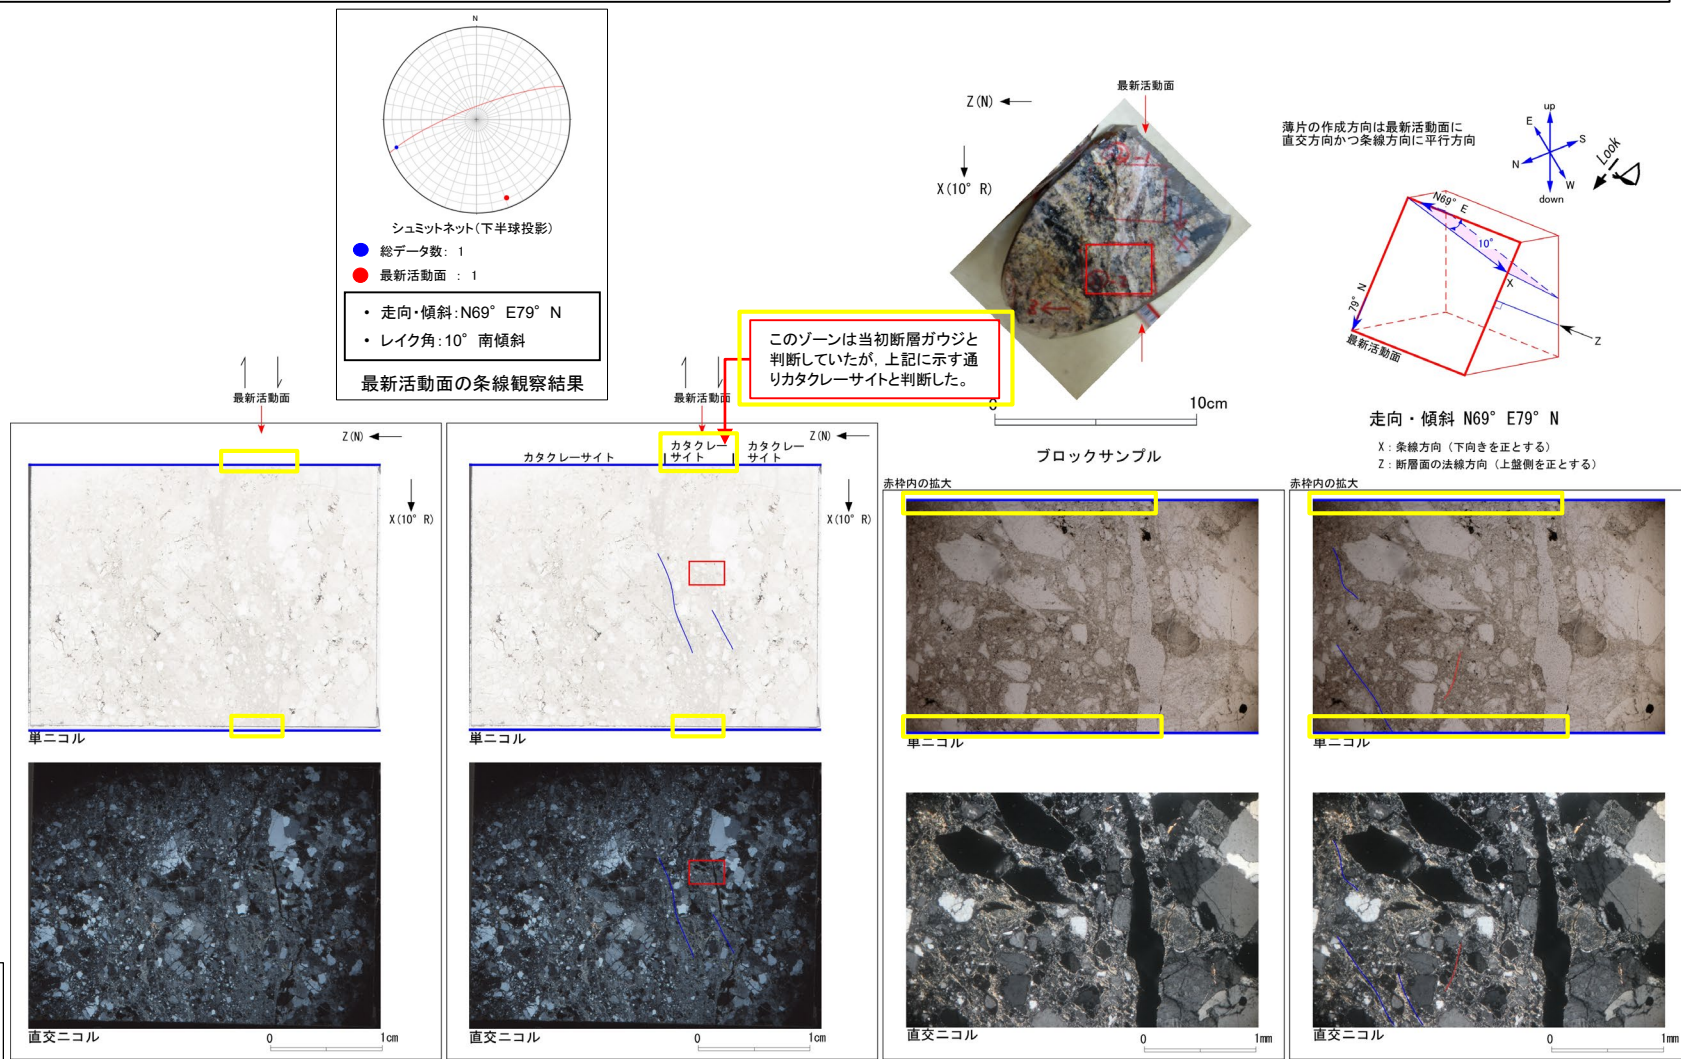 N
シュミットネット(下半球投影)
総データ数: 1
最新活動面 : 1
・ 走向・傾斜:N69° E79° N
・ レイク角:10° 南傾斜
最新活動面の条線観察結果
最新活動面
Z(N)
X(10° R)
0
10cm
ブロックサンプル
薄片の作成方向は最新活動面に
直交方向かつ条線方向に平行方向
up
E
S
N
W
down
Look
N69° E
10°
X
79° N
Z
最新活動面
走向・傾斜 N69° E79° N
X:条線方向(下向きを正とする)
Z:断層面の法線方向(上盤側を正とする)
このゾーンは当初断層ガウジと
判断していたが, 上記に示す通
りカタクレーサイトと判断した。
最新活動面
Z(N)
X(10° R)
単ニコル
直交ニコル
0
1cm
最新活動面
カタクレーサイト
カタクレー
サイト
カタクレー
サイト
Z(N)
X(10° R)
単ニコル
直交ニコル
0
1cm
赤枠内の拡大
単ニコル
直交ニコル
0
1mm
赤枠内の拡大
単ニコル
直交ニコル
0
1mm